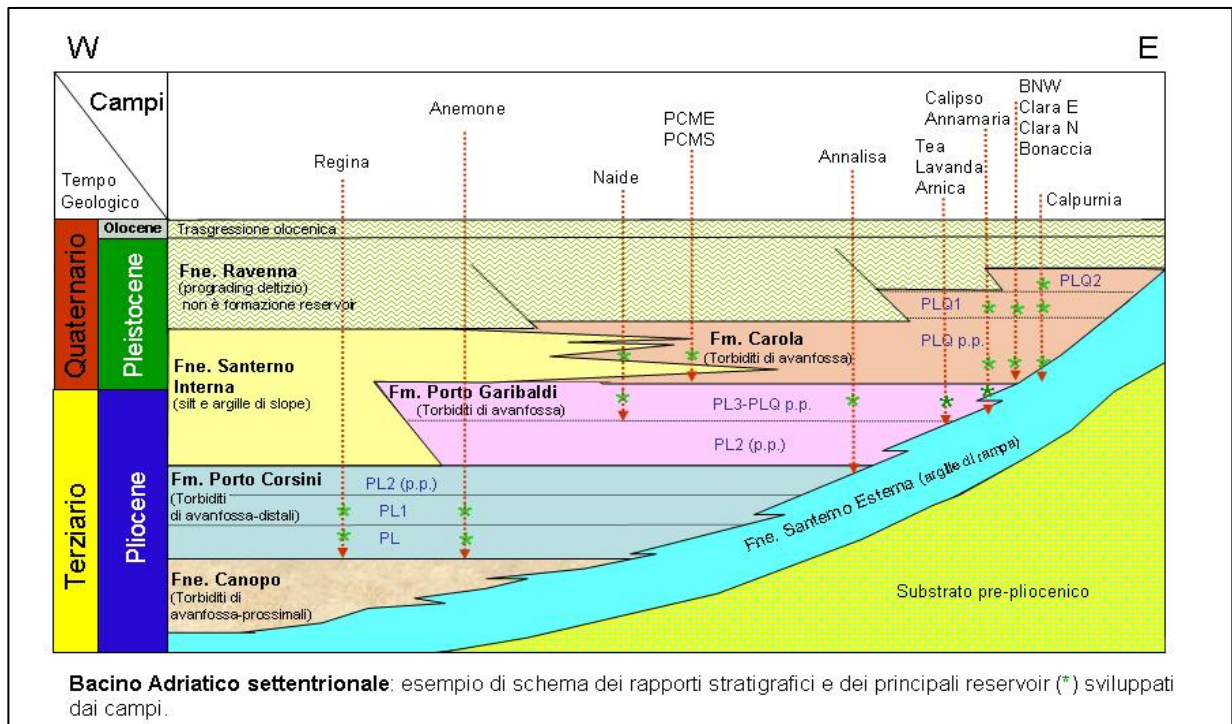 W
E
Campi
Tempo
Geologico
Regina
Anemone
Naide
PCME
PCMS
Annalisa
Calipso
Annamaria
Tea
Lavanda
Arnica
BNW
Clara E
Clara N
Bonaccia
Calpurnia
Quaternario
Olocene
Pleistocene
Terziario
Pliocene
Trasgressione olocenica
Fne. Ravenna
(prograding deltizio)
non è formazione reservoir
Fne. Santerno
Interna
(silt e argille di slope)
Fm. Carola
(Torbiditi di avanfossa)
PLQ2
PLQ1
PLQ p.p.
Fm. Porto Garibaldi
(Torbiditi di avanfossa)
PL3-PLQ p.p.
PL2 (p.p.)
Fm. Porto Corsini
(Torbiditi
di avanfossa-distali)
PL2 (p.p.)
PL1
PL
Fne. Canopo
(Torbiditi di
avanfossa-prossimali)
Fne. Santerno Esterna (argille di rampa)
Substrato pre-pliocenico
Bacino Adriatico settentrionale: esempio di schema dei rapporti stratigrafici e dei principali reservoir (*) sviluppati
dai campi.